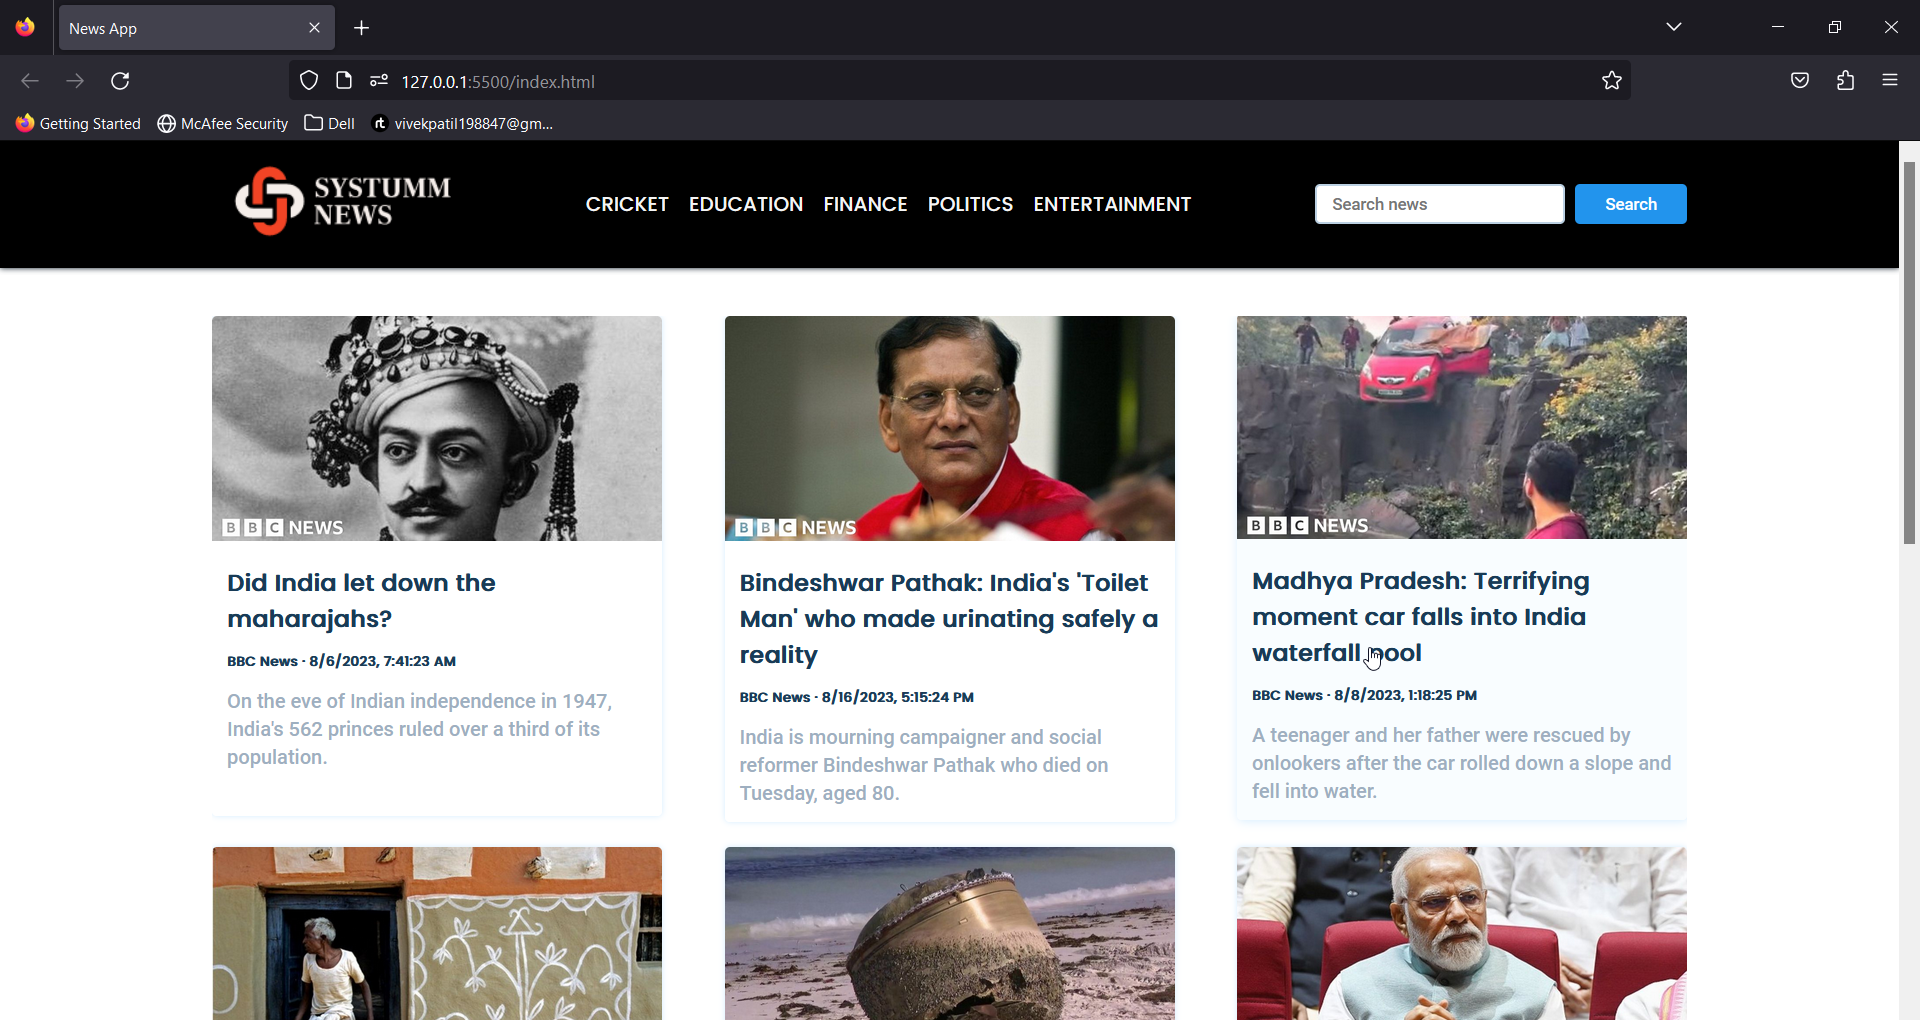 News App
127.0.0.1:5500/index.html
Getting Started McAfee Security Dell rt vivekpatil198847@gm...
SYSTUMM
NEWS
CRICKET EDUCATION FINANCE POLITICS ENTERTAINMENT
Search news
Search
BBC NEWS
Did India let down the
maharajahs?
BBC News · 8/6/2023, 7:41:23 AM
On the eve of Indian independence in 1947,
India's 562 princes ruled over a third of its
population.
BBC NEWS
Bindeshwar Pathak: India's 'Toilet
Man' who made urinating safely a
reality
BBC News · 8/16/2023, 5:15:24 PM
India is mourning campaigner and social
reformer Bindeshwar Pathak who died on
Tuesday, aged 80.
BBC NEWS
Madhya Pradesh: Terrifying
moment car falls into India
waterfall pool
BBC News · 8/8/2023, 1:18:25 PM
A teenager and her father were rescued by
onlookers after the car rolled down a slope and
fell into water.